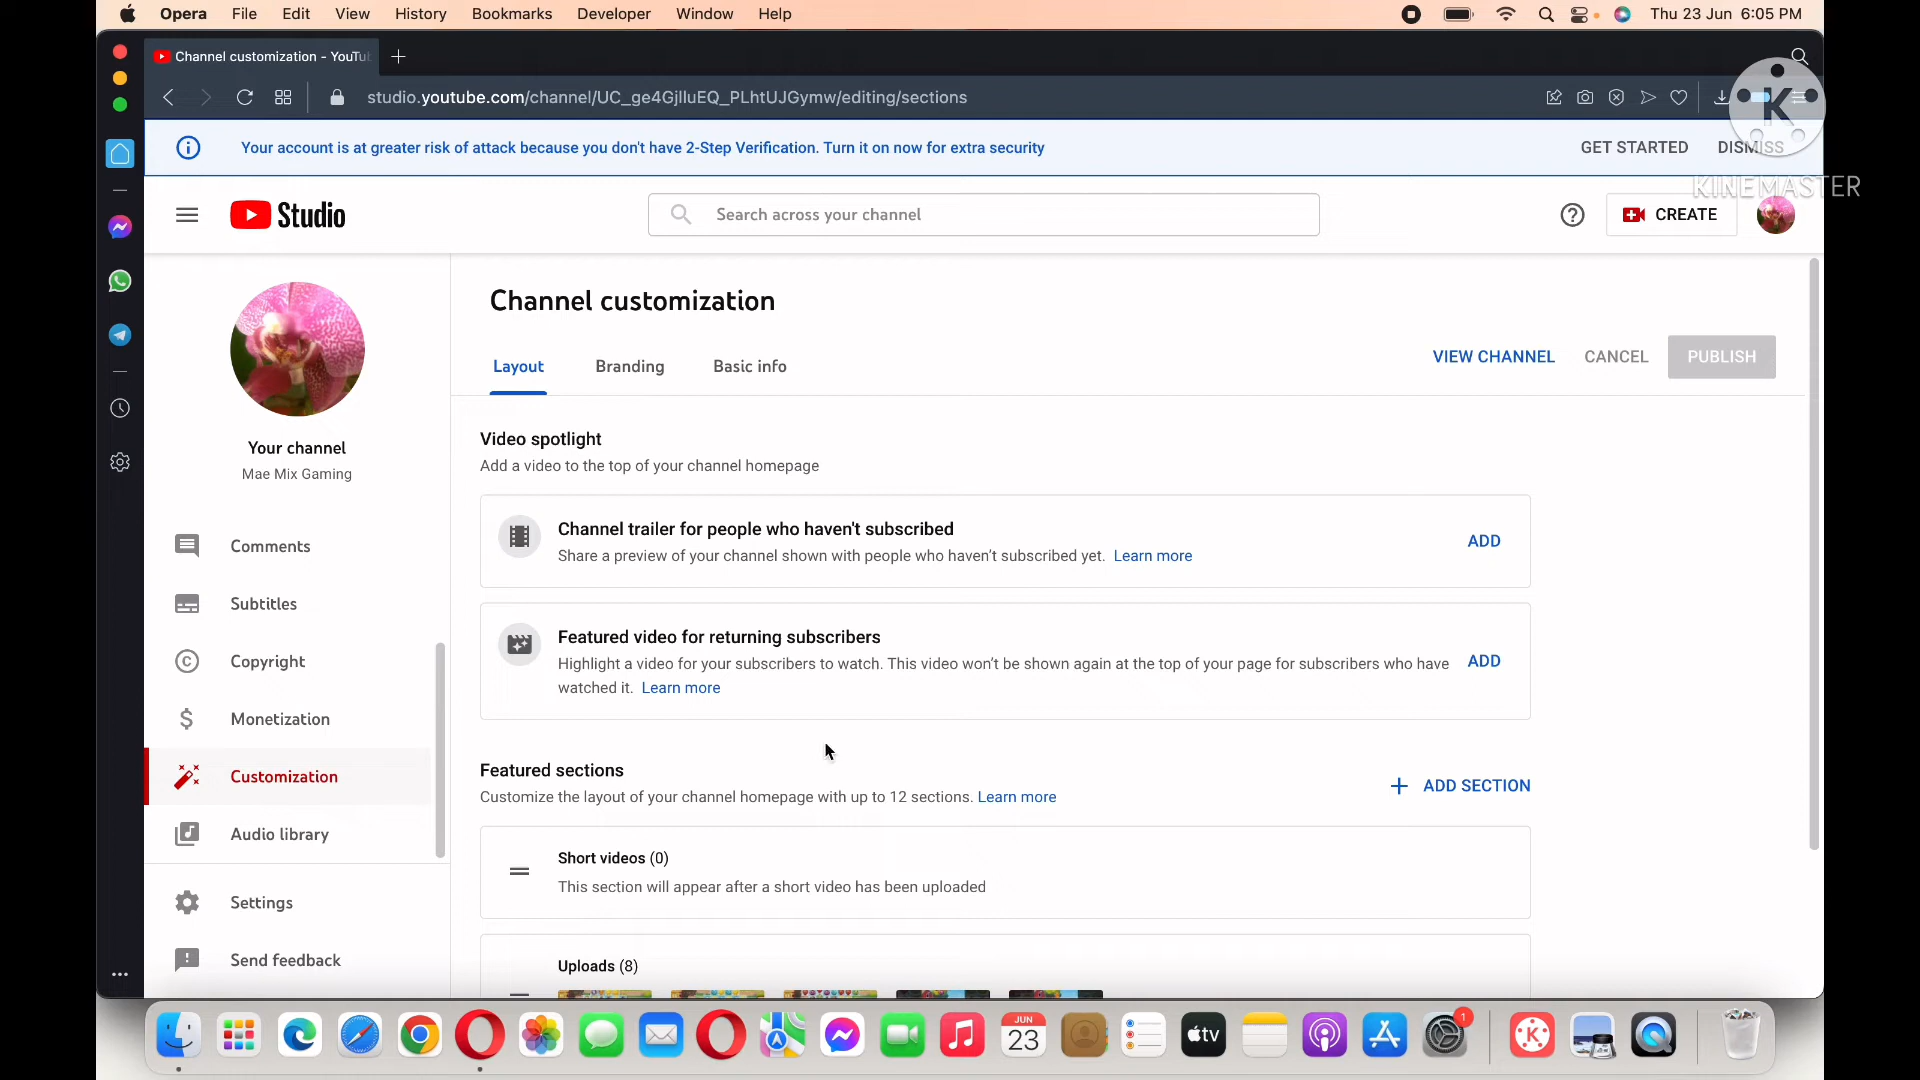 Opera File Edit View History Bookmarks Developer Window Help Thu 23 Jun 6:05 PM
Channel customization - YouTu
studio.youtube.com/channel/UC_ge4GjlluEQ_PLhtUJGymw/editing/sections
Your account is at greater risk of attack because you don't have 2-Step Verification. Turn it on now for extra security GET STARTED DISMISS
K
KINEMASTER
Studio Search across your channel CREATE
Channel customization
Layout Branding Basic info VIEW CHANNEL CANCEL PUBLISH
Your channel
Mae Mix Gaming
Comments
Subtitles
Copyright
Monetization
Customization
Audio library
Settings
Send feedback
Video spotlight
Add a video to the top of your channel homepage
Channel trailer for people who haven't subscribed
Share a preview of your channel shown with people who haven't subscribed yet. Learn more
ADD
Featured video for returning subscribers
Highlight a video for your subscribers to watch. This video won't be shown again at the top of your page for subscribers who have
watched it. Learn more
ADD
Featured sections
Customize the layout of your channel homepage with up to 12 sections. Learn more
ADD SECTION
Short videos (0)
This section will appear after a short video has been uploaded
Uploads (8)
JUN
23
tv
1
K